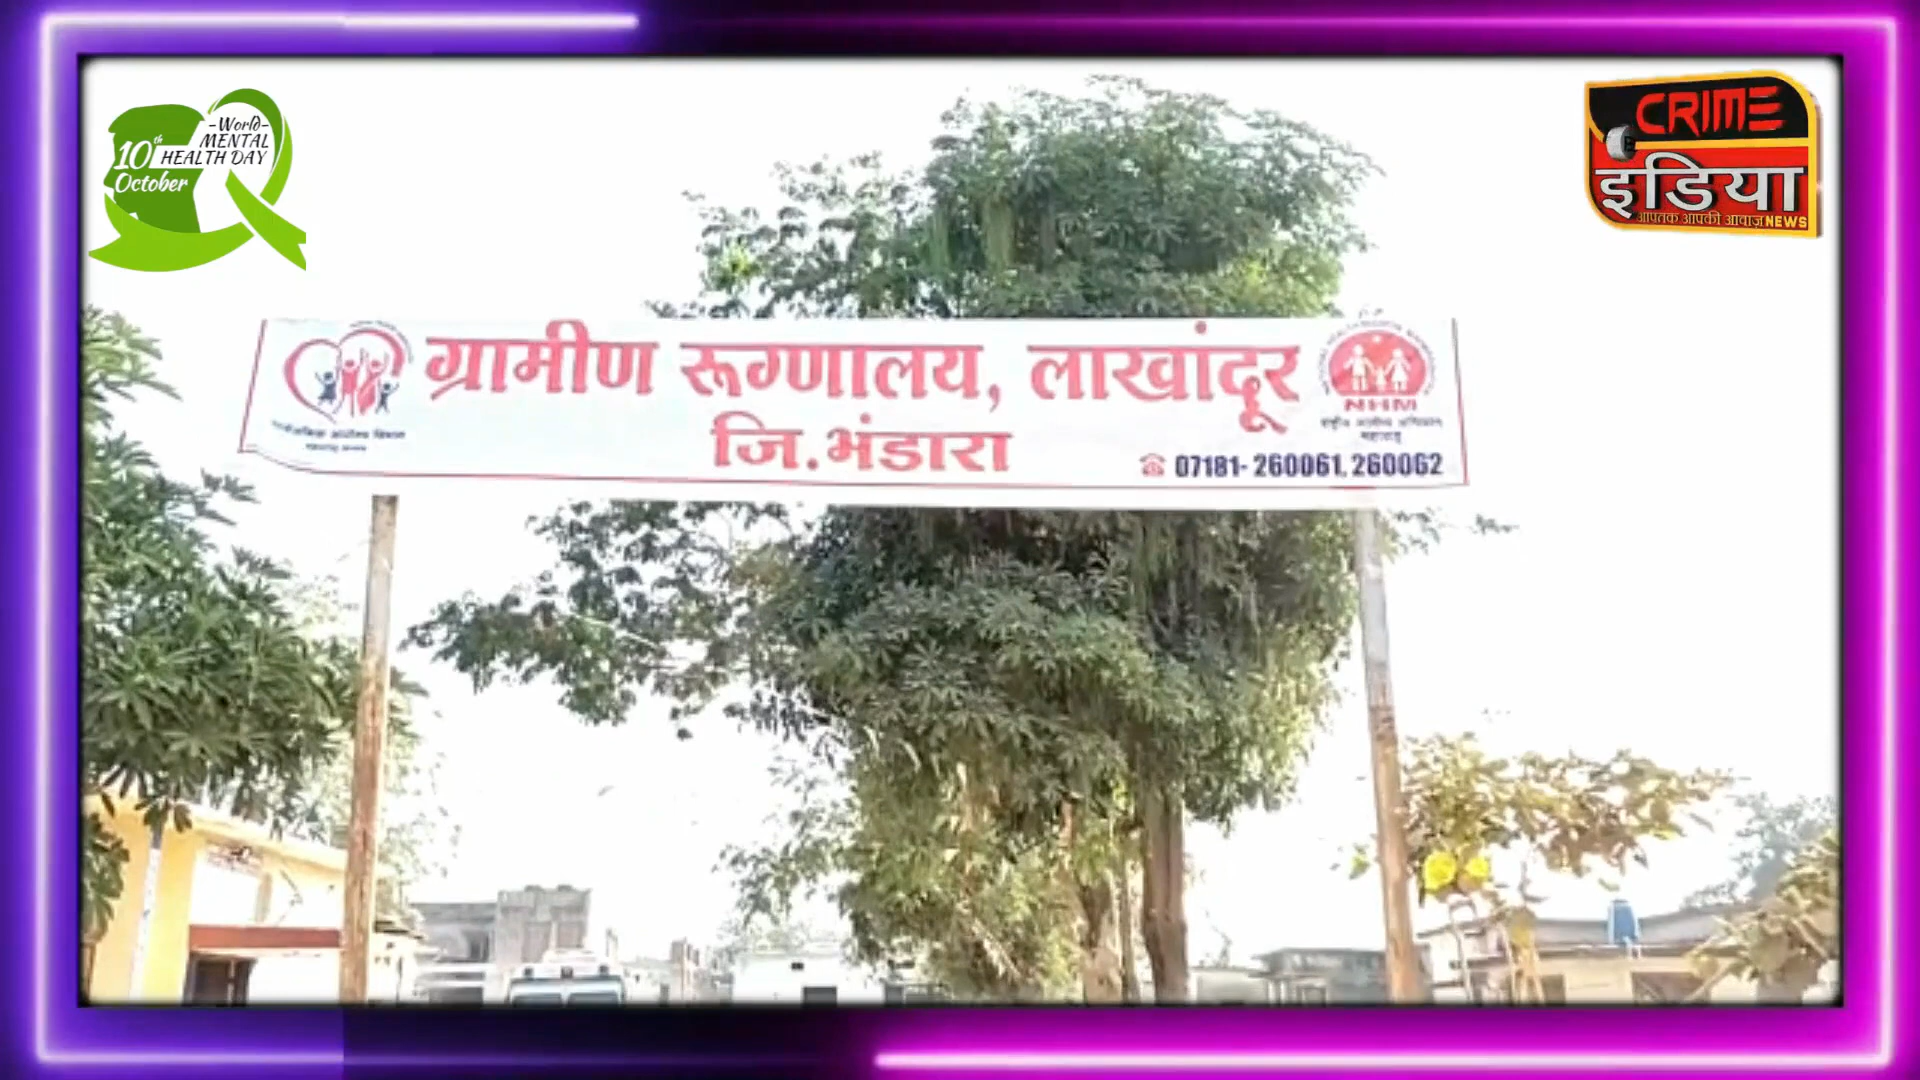 10th October
-World-
MENTAL
HEALTH DAY
CRIME
इंडिया
आपतक आपकी आवाज़ NEWS
ग्रामीण रूग्णालय, लाखांदूर
जि.भंडारा
07181- 260061, 260062
NHM